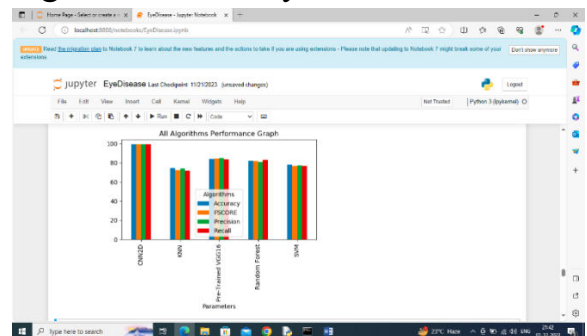 Home Page - Select or create a n
EyeDisease - Jupyter Notebook
localhost:8888/notebooks/EyeDisease.ipynb
Read the migration plan to Notebook 7 to learn about the new features and the actions to take if you are using extensions - Please note that updating to Notebook 7 might break some of your extensions.
Don't show anymore
jupyter EyeDisease Last Checkpoint: 11/21/2023 (unsaved changes)
Logout
File Edit View Insert Cell Kernel Widgets Help
Not Trusted
Python 3 (ipykernel)
Run
Code
All Algorithms Performance Graph
100
80
60
40
20
0
Algorithms
Accuracy
FSCORE
Precision
Recall
CNN2D
KNN
Pre-Trained VGG16
Random Forest
SVM
Parameters
Type here to search
23°C Haze
ENG
21:42